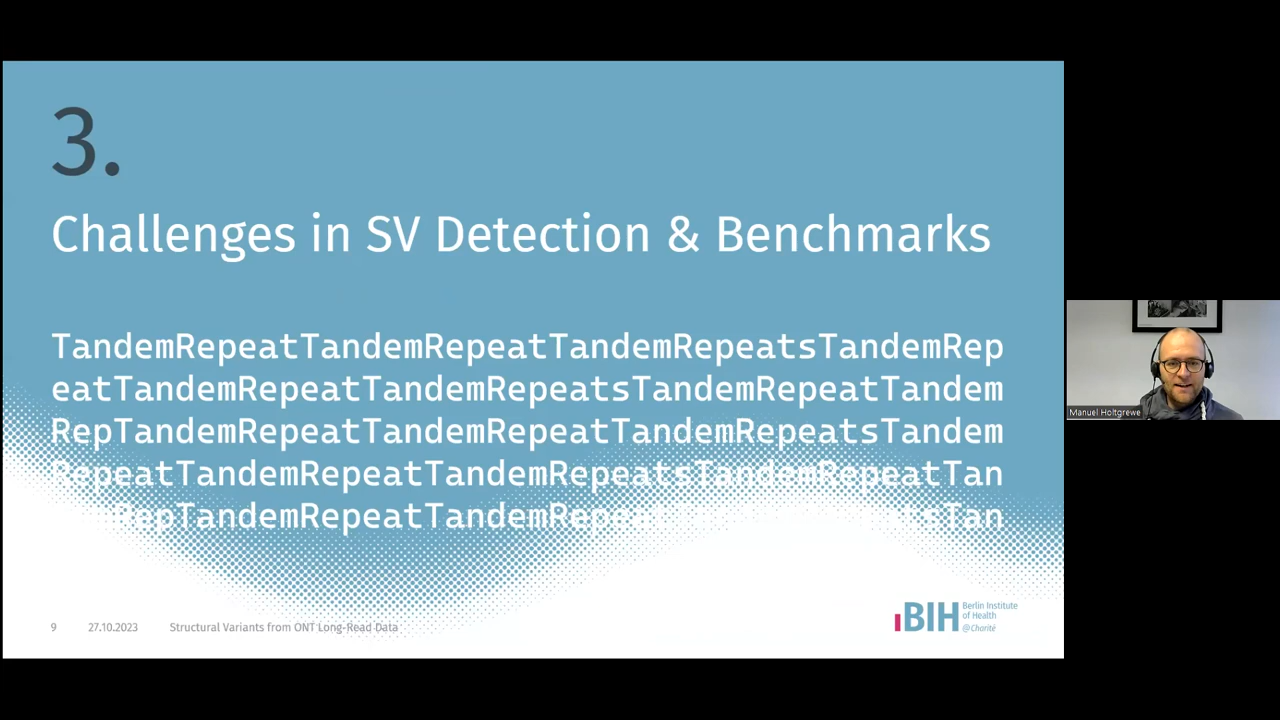 3.
Challenges in SV Detection & Benchmarks
TandemRepeatTandemRepeatTandemRepeatsTandemRep
eatTandemRepeatTandemRepeatsTandemRepeatTandem
RepTandemRepeatTandemRepeatTandemRepeatsTandem
RepeatTandemRepeatTandemRepeatsTandemRepeatTan
RepTandemRepeatTandemRepeat
sTan
9 27.10.2023 Structural Variants from ONT Long-Read Data
BIH Berlin Institute
of Health
@Charité
Manuel Holtgrewe